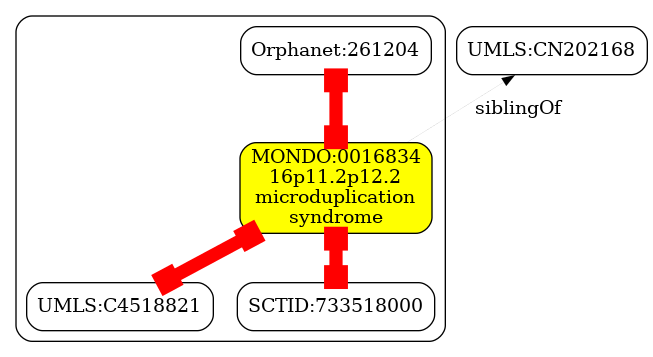 Orphanet:261204
UMLS:CN202168
siblingOf
MONDO:0016834
16p11.2p12.2
microduplication
syndrome
UMLS:C4518821
SCTID:733518000